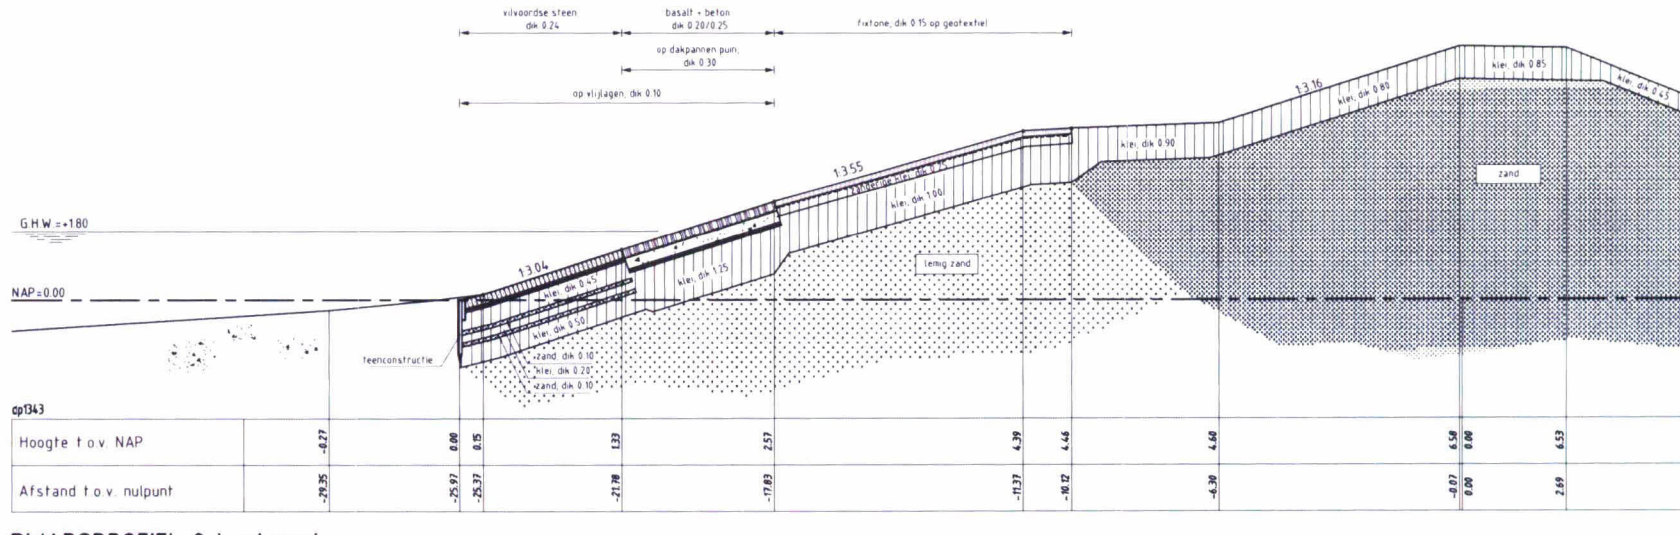 vilvoordse steen
dik 0.24
basalt + beton
dik 0.20/0.25
fixtone, dik 0.15 op geotextiel
op dakpannen puin,
dik 0.30
op vlijlagen, dik 0.10
1:3.16
klei, dik 0.80
klei, dik 0.85
klei, dik 0.45
klei, dik 0.90
1:3.55
zanderige klei, dik 0.25
klei, dik 1.00
zand
G.H.W.=+1.80
1:3.04
klei, dik 0.45
klei, dik 1.25
lemig zand
NAP=0.00
klei, dik 0.50
teenconstructie
zand, dik 0.10
klei, dik 0.20
zand, dik 0.10
dp1343
Hoogte t.o.v. NAP -0.27 0.00 0.15 1.33 2.57 4.39 4.46 4.60 6.58 0.00 6.53
Afstand t.o.v. nulpunt -29.35 -25.97 -25.37 -21.78 -17.83 -11.37 -10.12 -6.30 -0.07 0.00 2.69